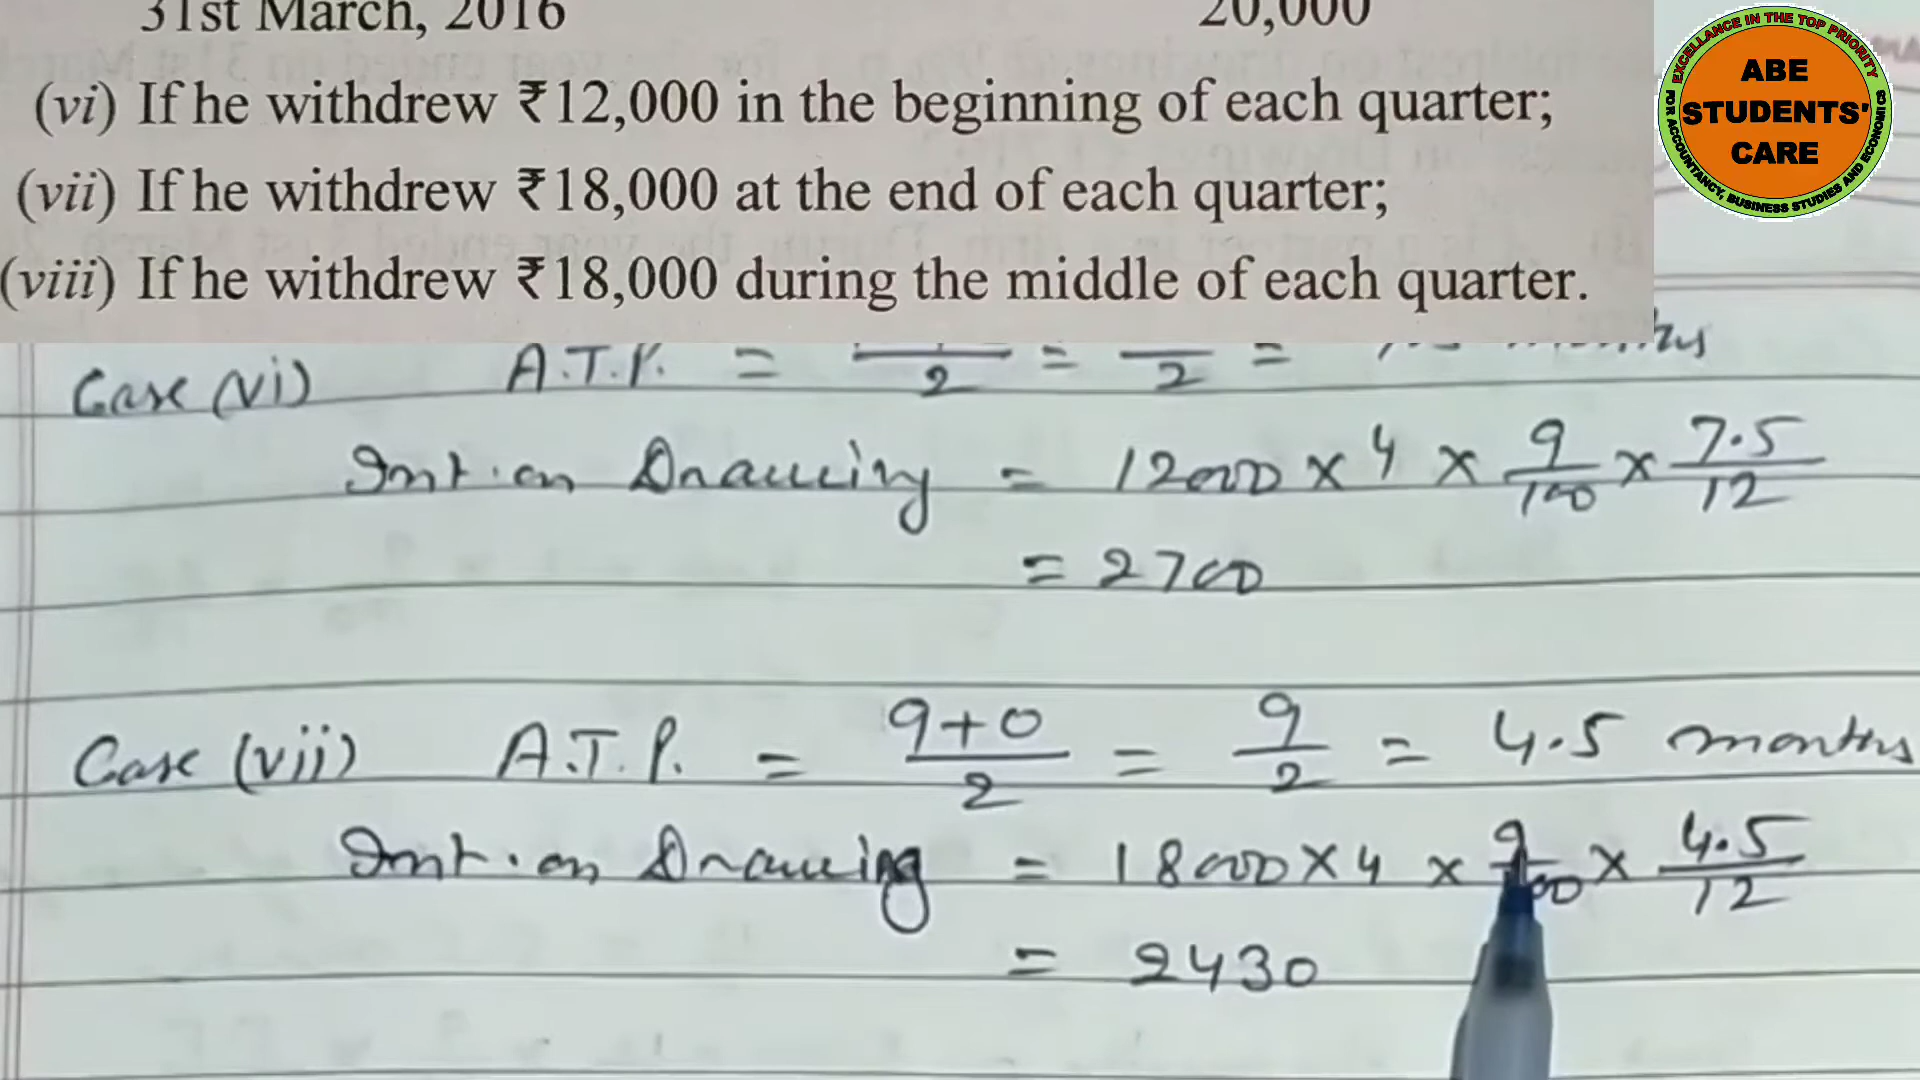 31st March, 2016 20,000
(vi) If he withdrew ₹12,000 in the beginning of each quarter;
(vii) If he withdrew ₹18,000 at the end of each quarter;
(viii) If he withdrew ₹18,000 during the middle of each quarter.
EXCELLANCE IN THE TOP PRIORITY
ABE
STUDENTS'
CARE
FOR ACCOUNTANCY, BUSINESS STUDIES AND ECONOMICS
Case (vi) A.T.P. = /2 = /2 = months
Int. on Drawing = 12000 × 4 × 9/100 × 7.5/12
= 2700
Case (vii) A.T.P. = 9+0/2 = 9/2 = 4.5 months
Int. on Drawing = 18000 × 4 × 9/100 × 4.5/12
= 2430